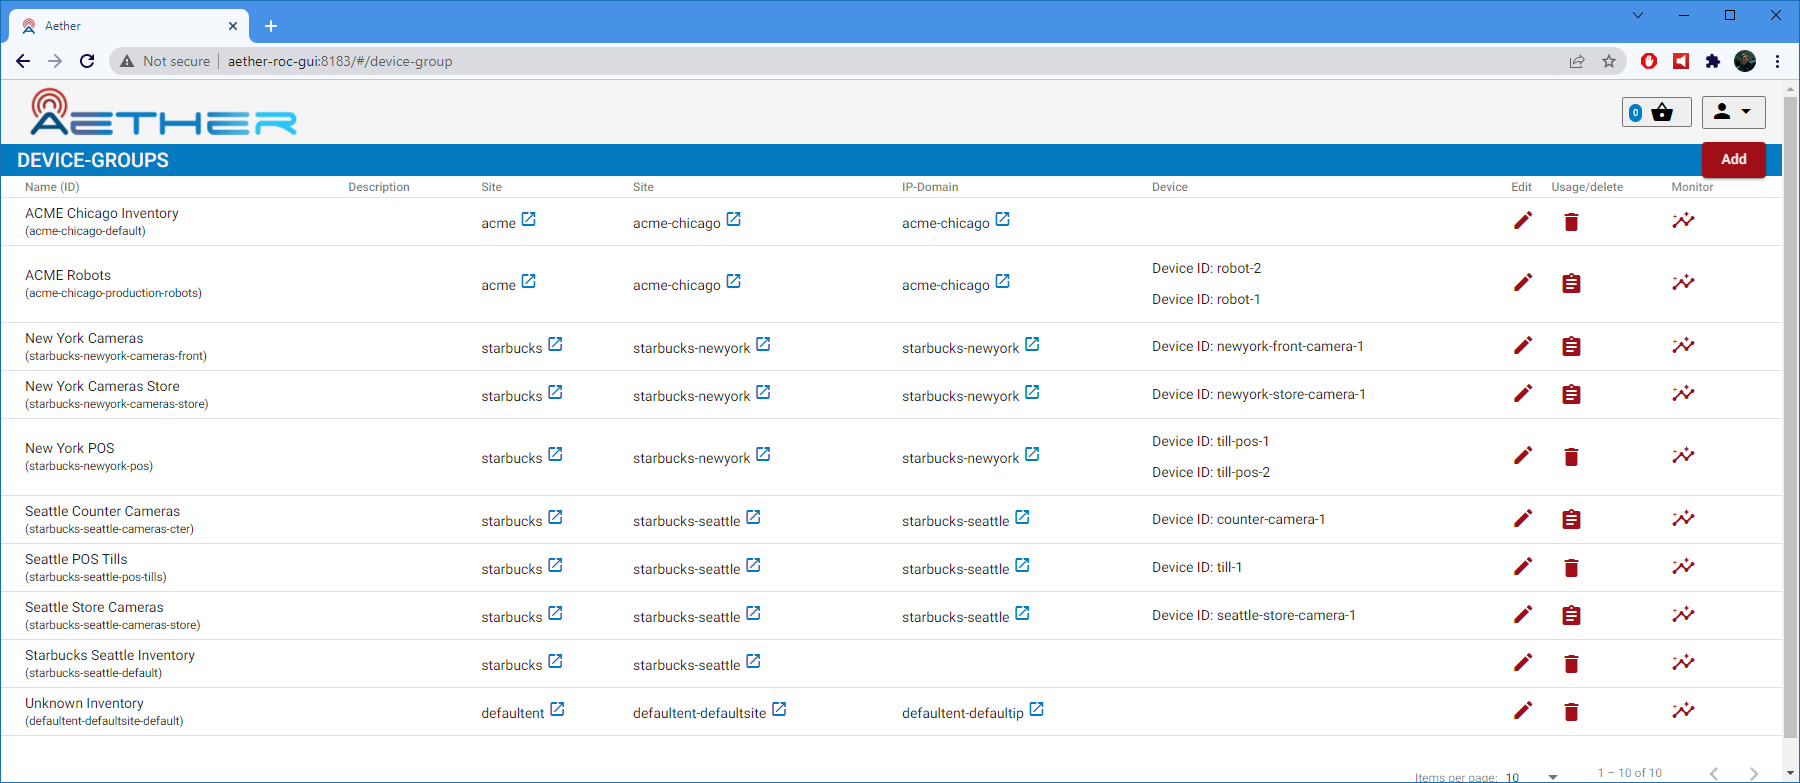 Aether
Not secure aether-roc-gui:8183/#/device-group
AETHER
0
DEVICE-GROUPS Add
Name (ID) Description Site Site IP-Domain Device Edit Usage/delete Monitor
ACME Chicago Inventory
(acme-chicago-default)
acme acme-chicago acme-chicago
ACME Robots
(acme-chicago-production-robots)
acme acme-chicago acme-chicago
Device ID: robot-2
Device ID: robot-1
New York Cameras
(starbucks-newyork-cameras-front)
starbucks starbucks-newyork starbucks-newyork Device ID: newyork-front-camera-1
New York Cameras Store
(starbucks-newyork-cameras-store)
starbucks starbucks-newyork starbucks-newyork Device ID: newyork-store-camera-1
New York POS
(starbucks-newyork-pos)
starbucks starbucks-newyork starbucks-newyork
Device ID: till-pos-1
Device ID: till-pos-2
Seattle Counter Cameras
(starbucks-seattle-cameras-cter)
starbucks starbucks-seattle starbucks-seattle Device ID: counter-camera-1
Seattle POS Tills
(starbucks-seattle-pos-tills)
starbucks starbucks-seattle starbucks-seattle Device ID: till-1
Seattle Store Cameras
(starbucks-seattle-cameras-store)
starbucks starbucks-seattle starbucks-seattle Device ID: seattle-store-camera-1
Starbucks Seattle Inventory
(starbucks-seattle-default)
starbucks starbucks-seattle
Unknown Inventory
(defaultent-defaultsite-default)
defaultent defaultent-defaultsite defaultent-defaultip
Items per page: 10 1 – 10 of 10